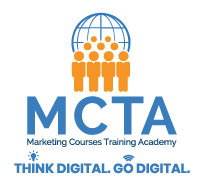 MCTA
Marketing Courses Training Academy
THINK DIGITAL. GO DIGITAL.